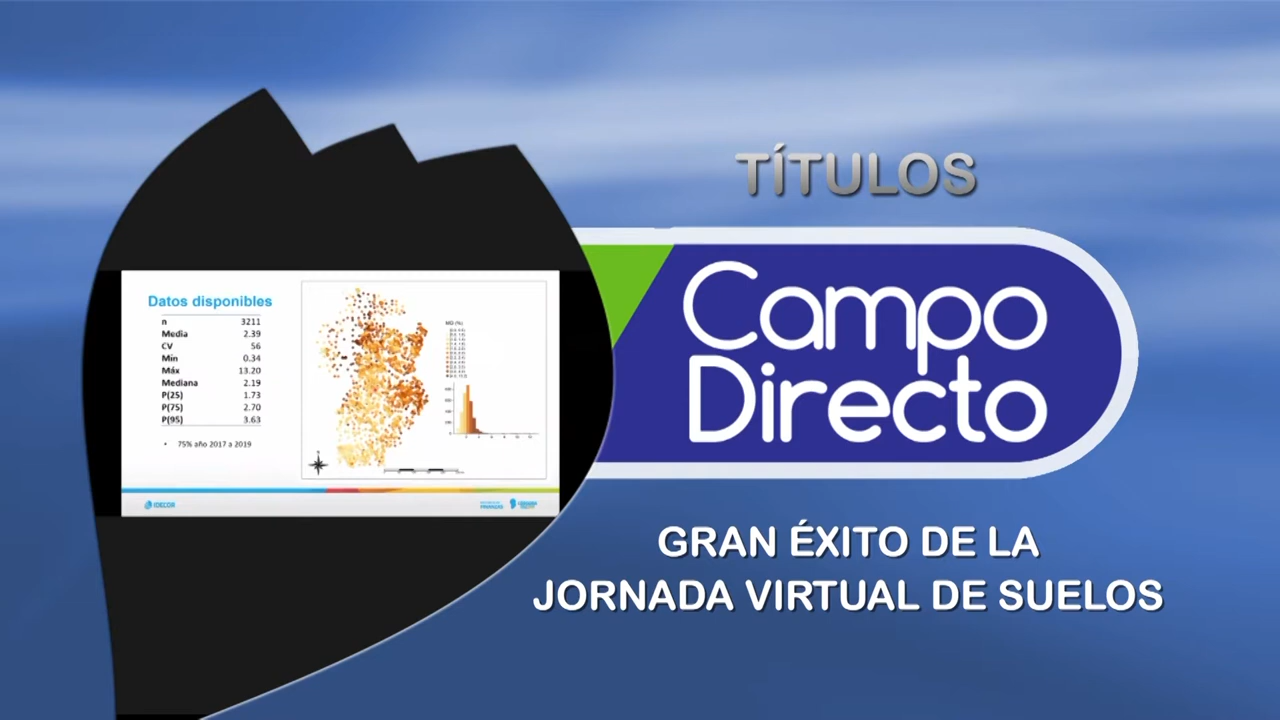 TÍTULOS
Campo
Directo
GRAN ÉXITO DE LA
JORNADA VIRTUAL DE SUELOS
Datos disponibles
n 3211
Media 2.39
CV 56
Mín 0.34
Máx 13.20
Mediana 2.19
P(25) 1.73
P(75) 2.70
P(95) 3.63
• 75% año 2017 a 2019
MO (%)
IDECOR